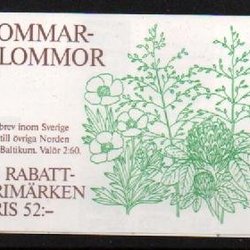 OMMAR-
LOMMOR
brev inom Sverige
till övriga Norden
Baltikum. Valör 2:60.
RABATT-
RIMÄRKEN
RIS 52:–